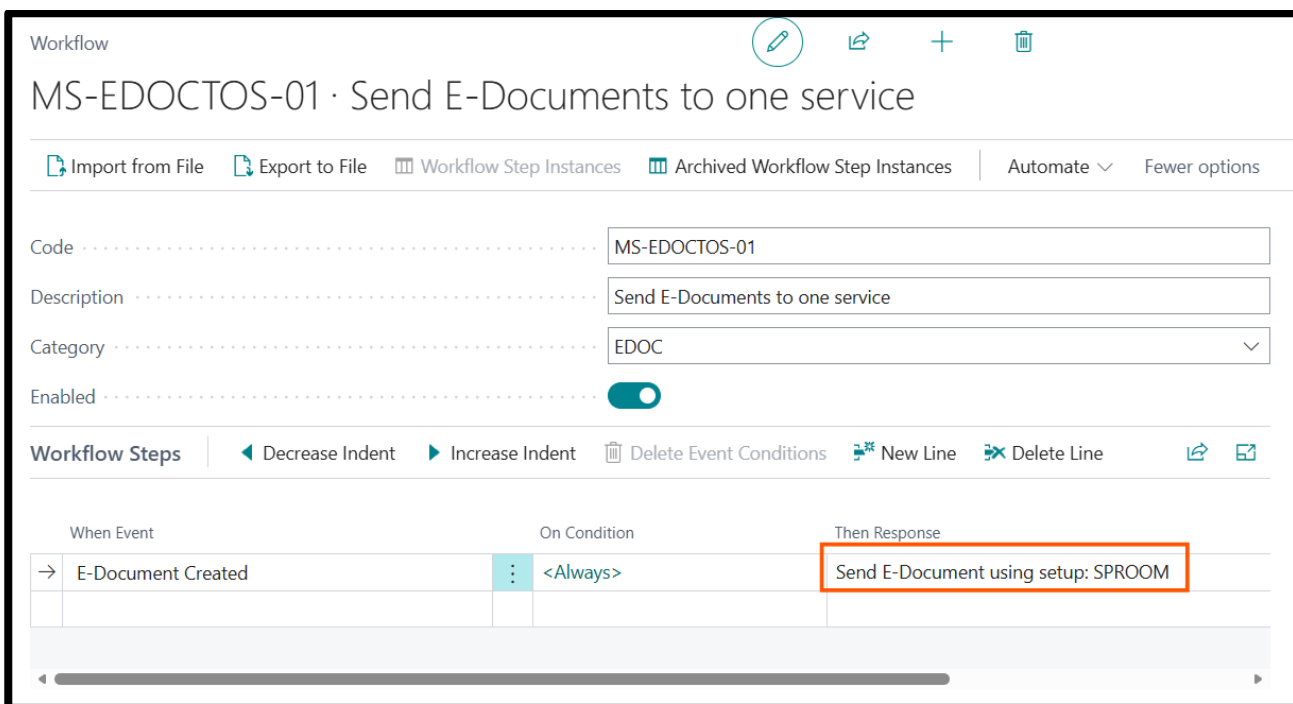 Workflow
MS-EDOCTOS-01 · Send E-Documents to one service
Import from File Export to File Workflow Step Instances Archived Workflow Step Instances Automate Fewer options
Code MS-EDOCTOS-01
Description Send E-Documents to one service
Category EDOC
Enabled
Workflow Steps Decrease Indent Increase Indent Delete Event Conditions New Line Delete Line
When Event On Condition Then Response
E-Document Created <Always> Send E-Document using setup: SPROOM